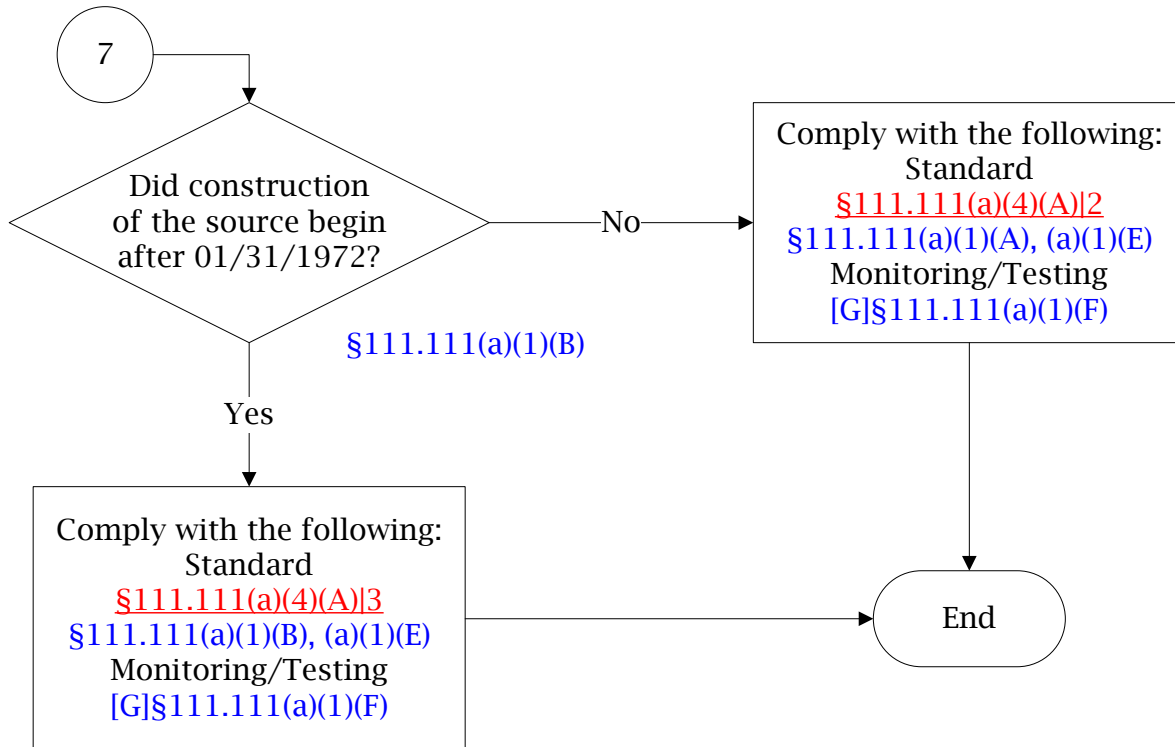 7
Did construction
of the source begin
after 01/31/1972?
§111.111(a)(1)(B)
No
Comply with the following:
Standard
§111.111(a)(4)(A)|2
§111.111(a)(1)(A), (a)(1)(E)
Monitoring/Testing
[G]§111.111(a)(1)(F)
Yes
Comply with the following:
Standard
§111.111(a)(4)(A)|3
§111.111(a)(1)(B), (a)(1)(E)
Monitoring/Testing
[G]§111.111(a)(1)(F)
End